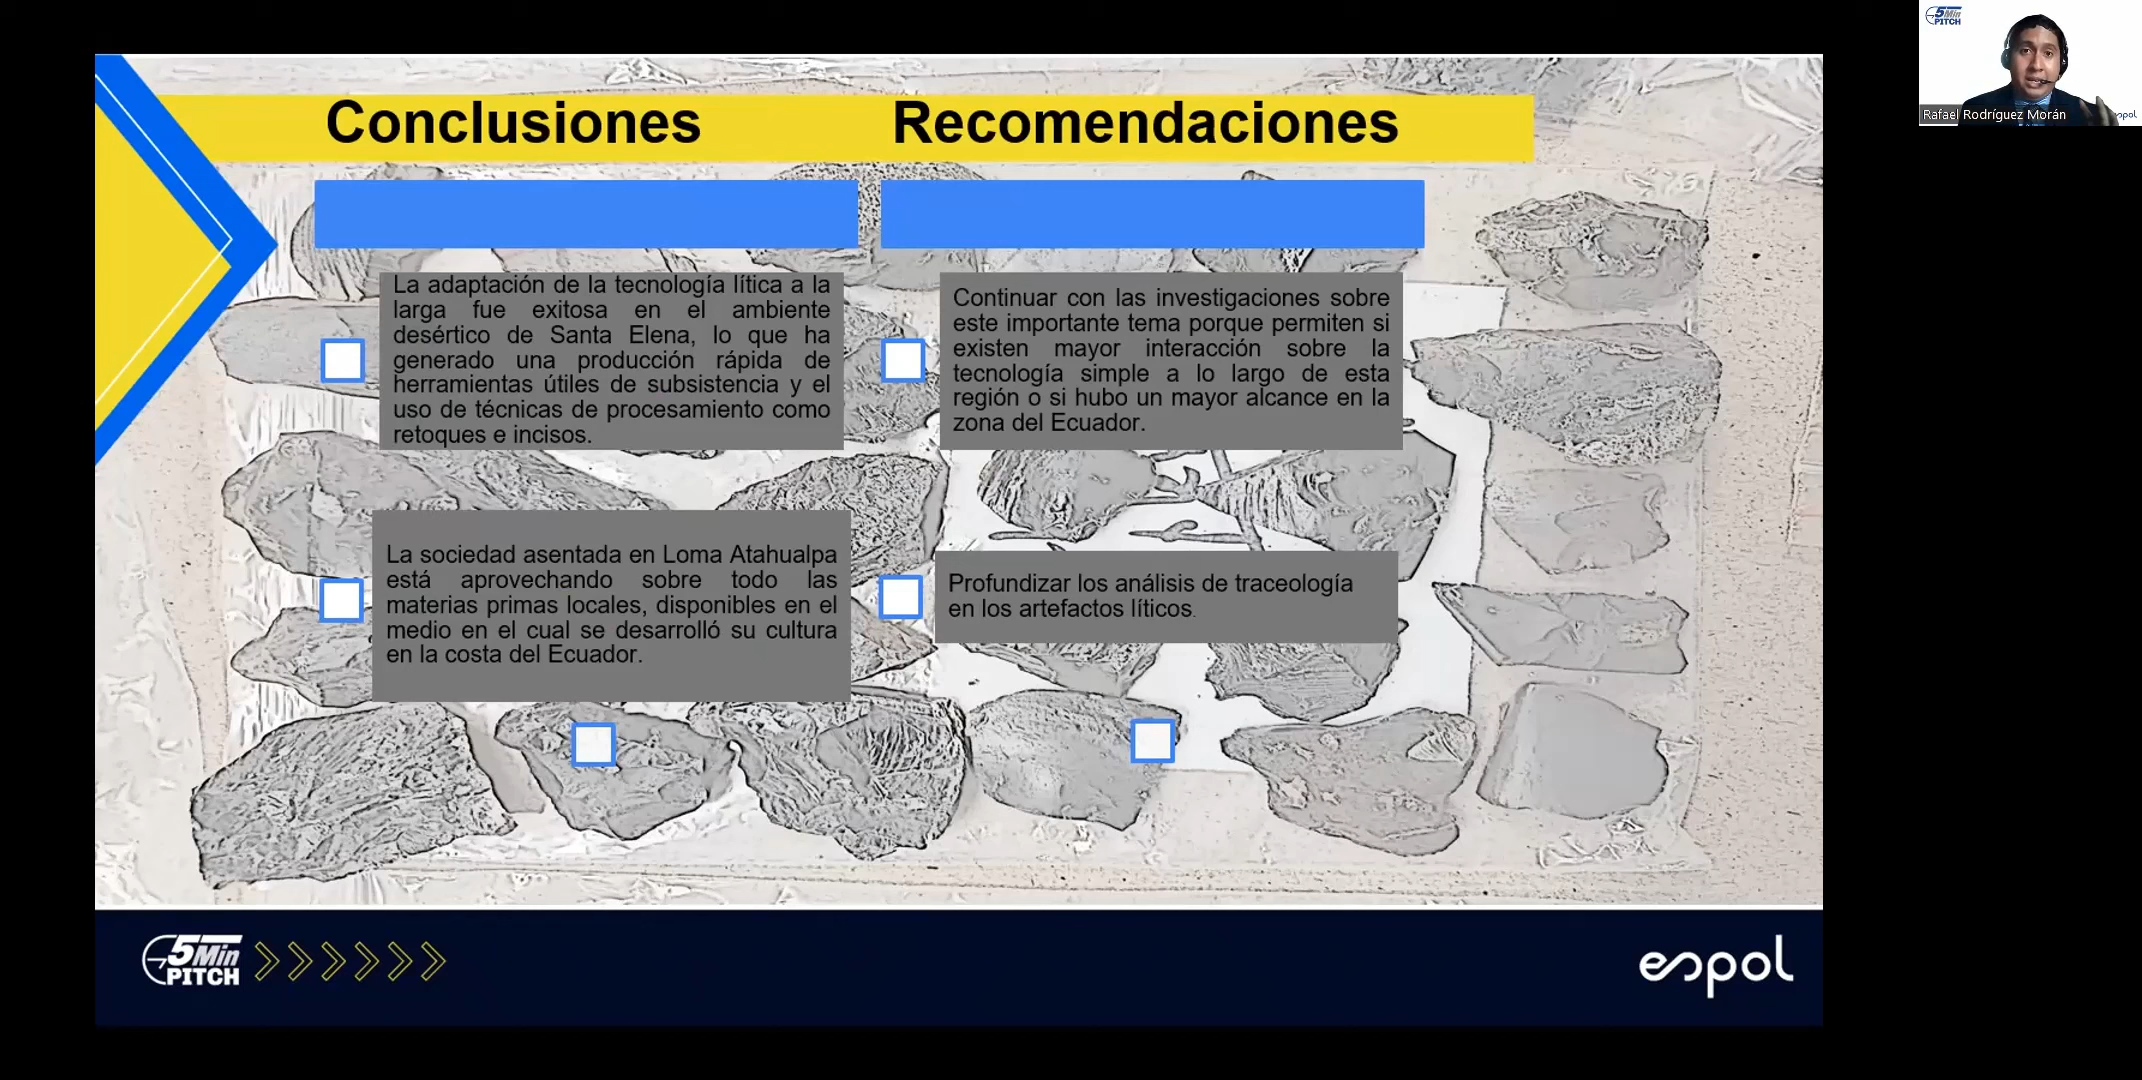 Conclusiones
Recomendaciones
La adaptación de la tecnología lítica a la
larga fue exitosa en el ambiente
desértico de Santa Elena, lo que ha
generado una producción rápida de
herramientas útiles de subsistencia y el
uso de técnicas de procesamiento como
retoques e incisos.
La sociedad asentada en Loma Atahualpa
está aprovechando sobre todo las
materias primas locales, disponibles en el
medio en el cual se desarrolló su cultura
en la costa del Ecuador.
Continuar con las investigaciones sobre
este importante tema porque permiten si
existen mayor interacción sobre la
tecnología simple a lo largo de esta
región o si hubo un mayor alcance en la
zona del Ecuador.
Profundizar los análisis de traceología
en los artefactos líticos.
5Min
PITCH
espol
5Min
PITCH
Rafael Rodríguez Morán
espol